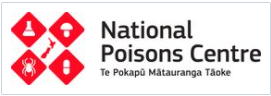 National
Poisons Centre
Te Pokapū Mātauranga Tāoke